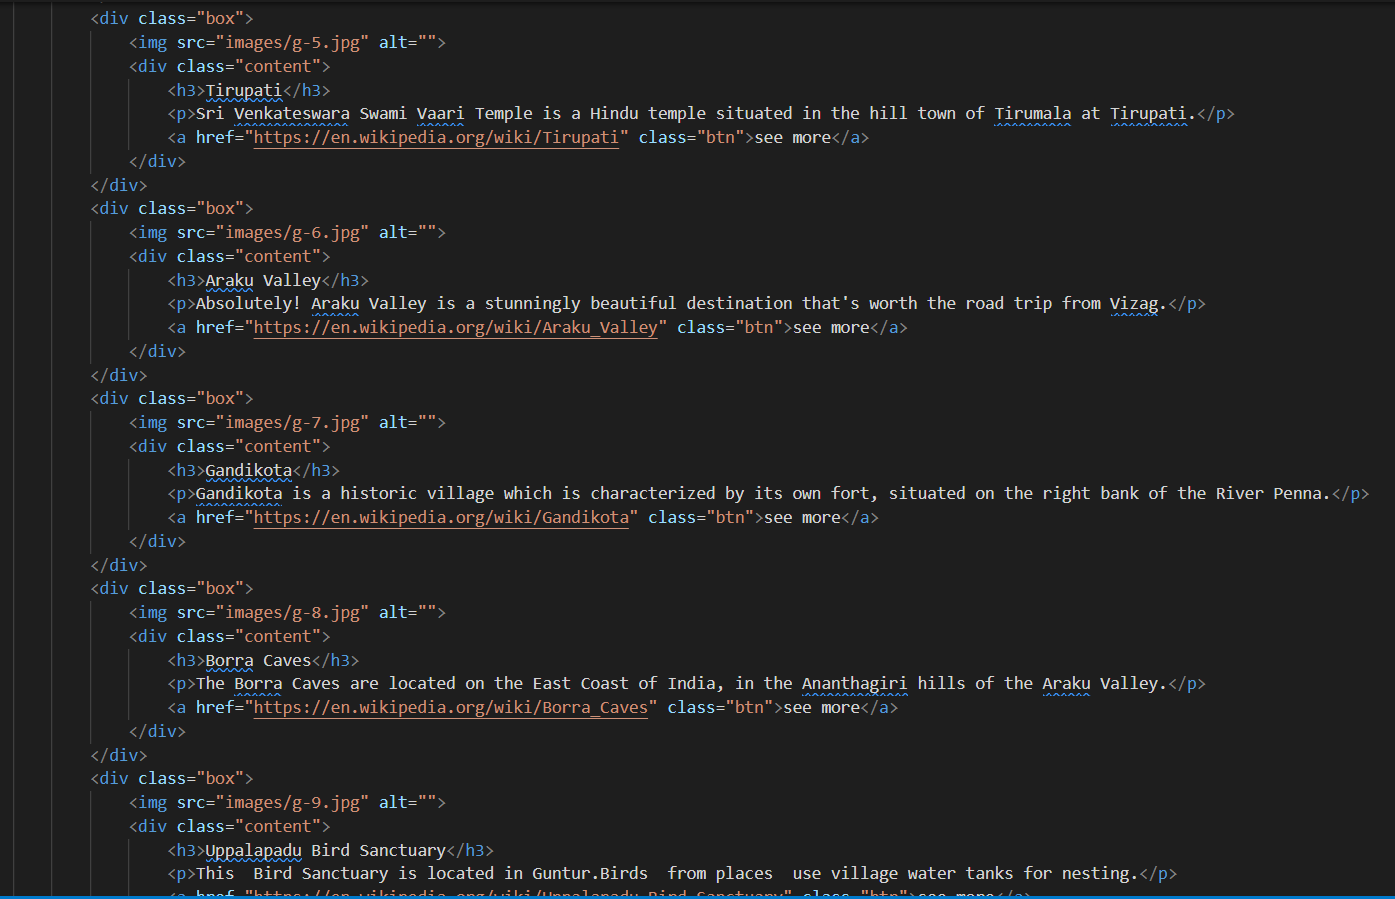 <div class="box">
<img src="images/g-5.jpg" alt="">
<div class="content">
<h3>Tirupati</h3>
<p>Sri Venkateswara Swami Vaari Temple is a Hindu temple situated in the hill town of Tirumala at Tirupati.</p>
<a href="https://en.wikipedia.org/wiki/Tirupati" class="btn">see more</a>
</div>
</div>
<div class="box">
<img src="images/g-6.jpg" alt="">
<div class="content">
<h3>Araku Valley</h3>
<p>Absolutely! Araku Valley is a stunningly beautiful destination that's worth the road trip from Vizag.</p>
<a href="https://en.wikipedia.org/wiki/Araku_Valley" class="btn">see more</a>
</div>
</div>
<div class="box">
<img src="images/g-7.jpg" alt="">
<div class="content">
<h3>Gandikota</h3>
<p>Gandikota is a historic village which is characterized by its own fort, situated on the right bank of the River Penna.</p>
<a href="https://en.wikipedia.org/wiki/Gandikota" class="btn">see more</a>
</div>
</div>
<div class="box">
<img src="images/g-8.jpg" alt="">
<div class="content">
<h3>Borra Caves</h3>
<p>The Borra Caves are located on the East Coast of India, in the Ananthagiri hills of the Araku Valley.</p>
<a href="https://en.wikipedia.org/wiki/Borra_Caves" class="btn">see more</a>
</div>
</div>
<div class="box">
<img src="images/g-9.jpg" alt="">
<div class="content">
<h3>Uppalapadu Bird Sanctuary</h3>
<p>This  Bird Sanctuary is located in Guntur.Birds  from places  use village water tanks for nesting.</p>
<a href="https://en.wikipedia.org/wiki/Uppalapadu_Bird_Sanctuary" class="btn">see more</a>